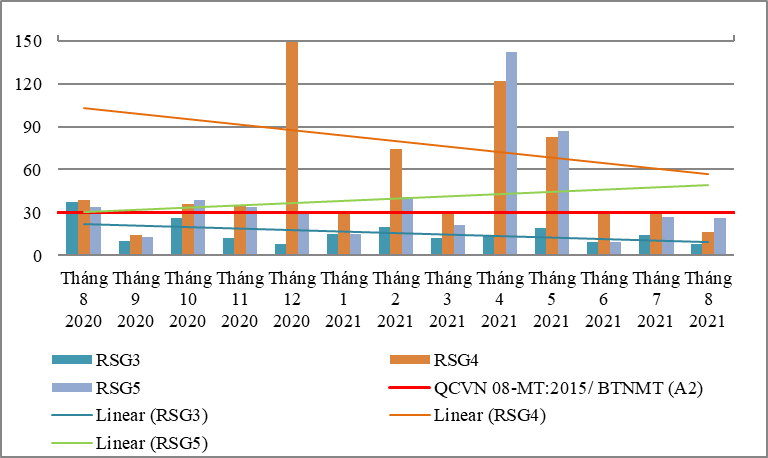 150
120
90
60
30
0
Tháng Tháng Tháng Tháng Tháng Tháng Tháng Tháng Tháng Tháng Tháng Tháng Tháng
8 9 10 11 12 1 2 3 4 5 6 7 8
2020 2020 2020 2020 2020 2021 2021 2021 2021 2021 2021 2021 2021
RSG3 RSG4
RSG5 QCVN 08-MT:2015/ BTNMT (A2)
Linear (RSG3) Linear (RSG4)
Linear (RSG5)